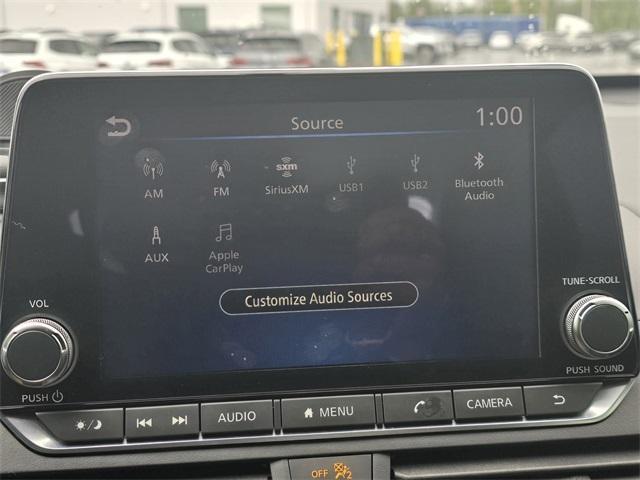 Source
1:00
AM
FM
sxm
SiriusXM
USB1
USB2
Bluetooth
Audio
AUX
Apple
CarPlay
Customize Audio Sources
VOL
TUNE·SCROLL
PUSH
PUSH SOUND
AUDIO
MENU
CAMERA
OFF
2